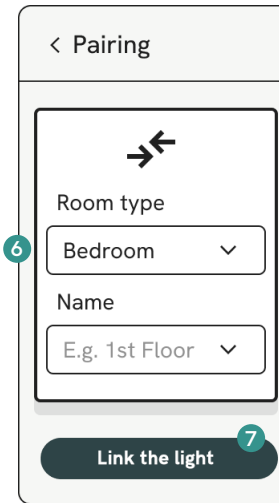 < Pairing
Room type
6
Bedroom
Name
E.g. 1st Floor
7
Link the light